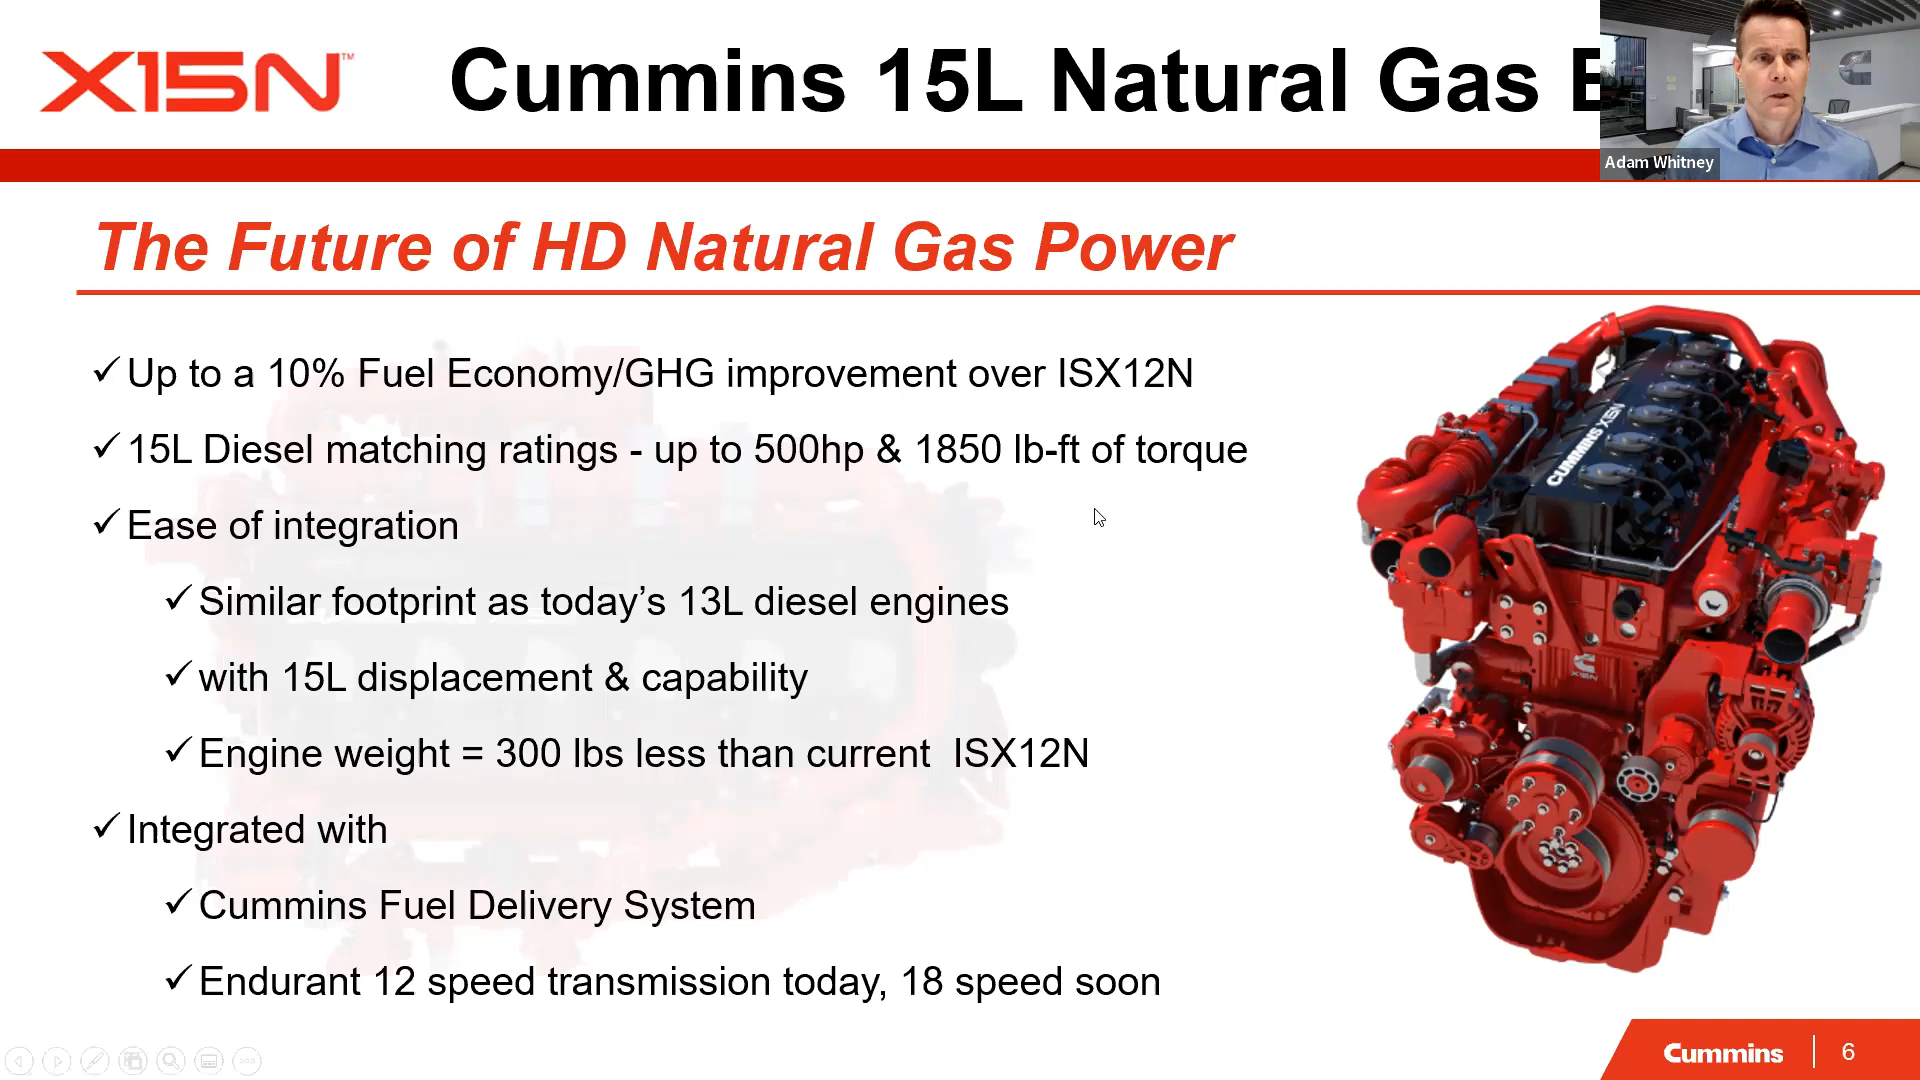 X15N™
Cummins 15L Natural Gas E
Adam Whitney
The Future of HD Natural Gas Power
✓Up to a 10% Fuel Economy/GHG improvement over ISX12N
✓15L Diesel matching ratings - up to 500hp & 1850 lb-ft of torque
✓Ease of integration
✓Similar footprint as today’s 13L diesel engines
✓with 15L displacement & capability
✓Engine weight = 300 lbs less than current  ISX12N
✓Integrated with
✓Cummins Fuel Delivery System
✓Endurant 12 speed transmission today, 18 speed soon
CUMMINS X15N
X15N
Cummins
6